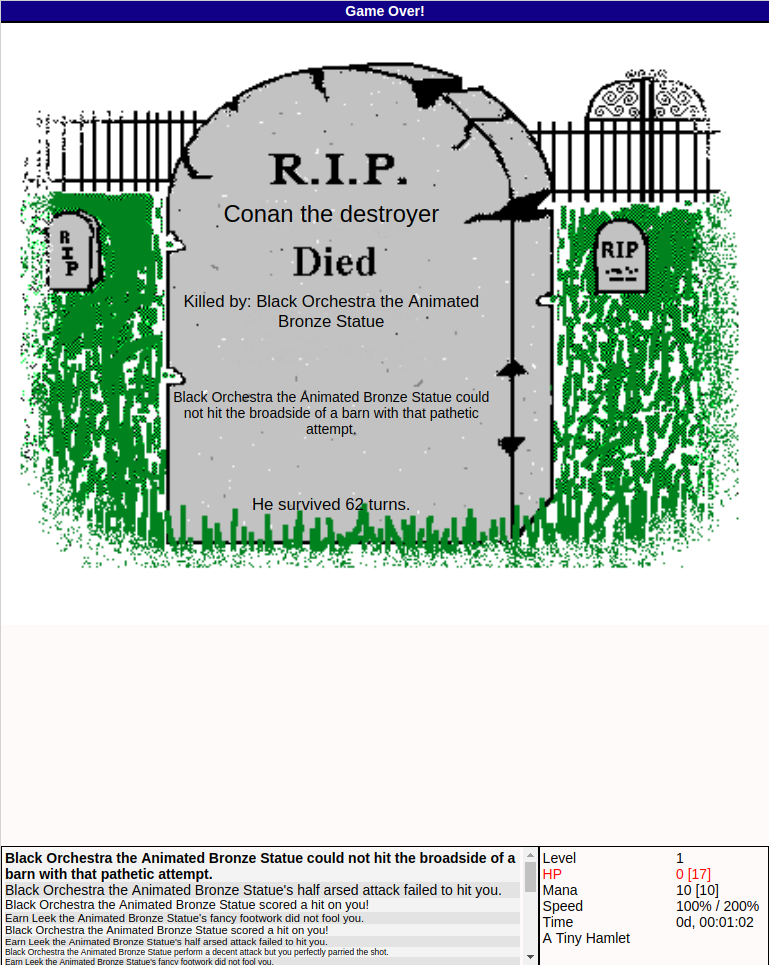 Game Over!
R.I.P.
Conan the destroyer
Died
Killed by: Black Orchestra the Animated
Bronze Statue
R
I
P
RIP
Black Orchestra the Animated Bronze Statue could
not hit the broadside of a barn with that pathetic
attempt.
He survived 62 turns.
Black Orchestra the Animated Bronze Statue could not hit the broadside of a
barn with that pathetic attempt.
Black Orchestra the Animated Bronze Statue's half arsed attack failed to hit you.
Black Orchestra the Animated Bronze Statue scored a hit on you!
Earn Leek the Animated Bronze Statue's fancy footwork did not fool you.
Black Orchestra the Animated Bronze Statue scored a hit on you!
Earn Leek the Animated Bronze Statue's half arsed attack failed to hit you.
Black Orchestra the Animated Bronze Statue perform a decent attack but you perfectly parried the shot.
Earn Leek the Animated Bronze Statue's fancy footwork did not fool you.
Level 1
HP 0 [17]
Mana 10 [10]
Speed 100% / 200%
Time 0d, 00:01:02
A Tiny Hamlet